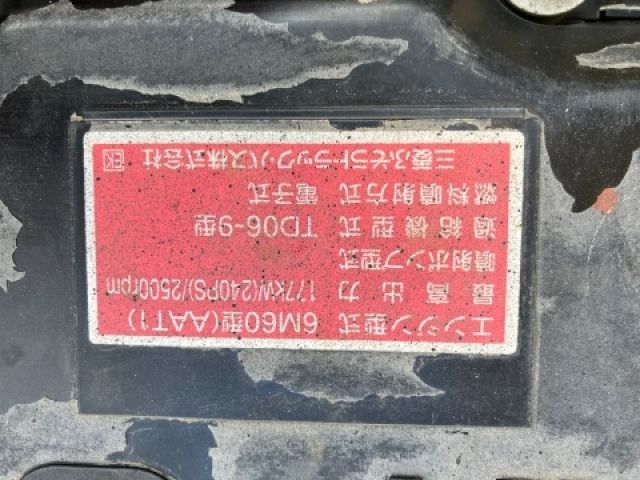 エンジン型式 6M60型(AAT1)
最高出力 177kW(240PS)/2500rpm
噴射ポンプ型式
過給機型式 TD06-9型
燃料噴射方式 電子式
三菱ふそうトラック・バス株式会社 EK